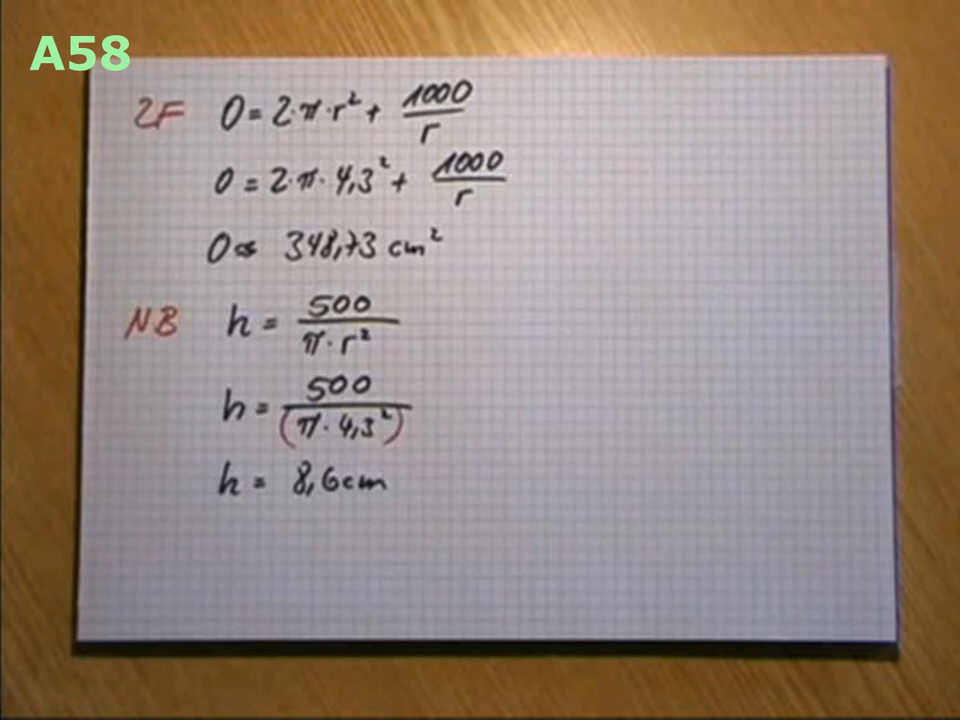 A58
ZF O = 2·π·r² + 1000/r
O = 2·π·4,3² + 1000/r
O ≈ 348,73 cm²
NB h = 500/π·r²
h = 500/(π·4,3²)
h = 8,6cm